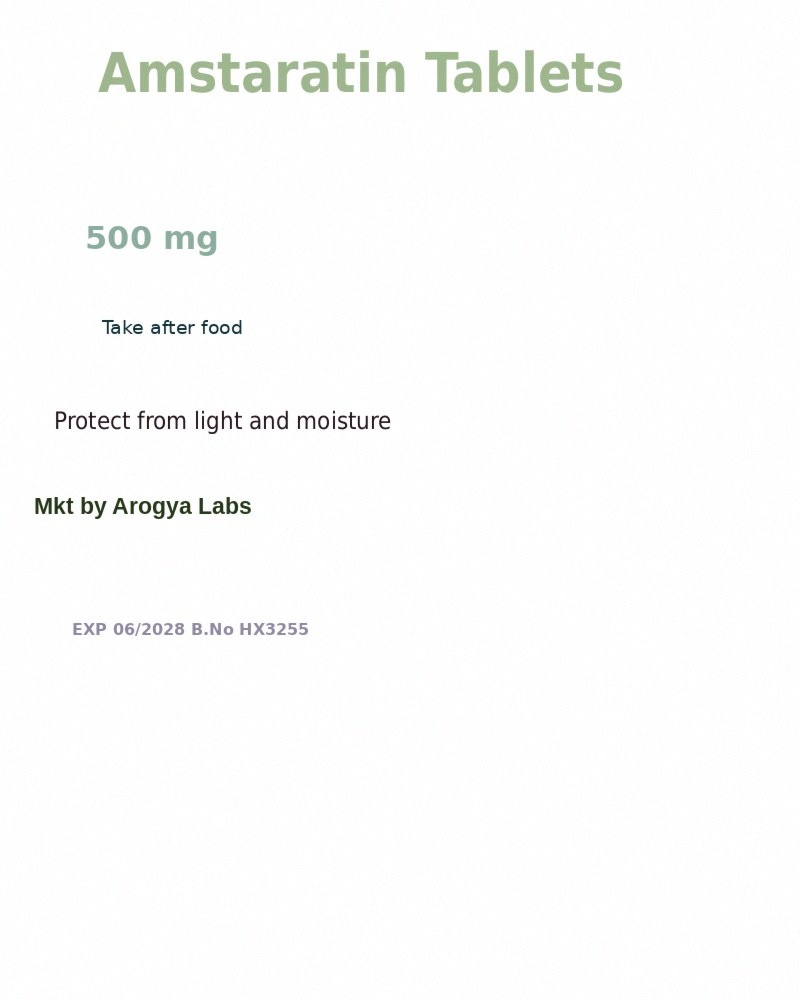 Amstaratin Tablets
500 mg
Take after food
Protect from light and moisture
Mkt by Arogya Labs
EXP 06/2028 B.No HX3255